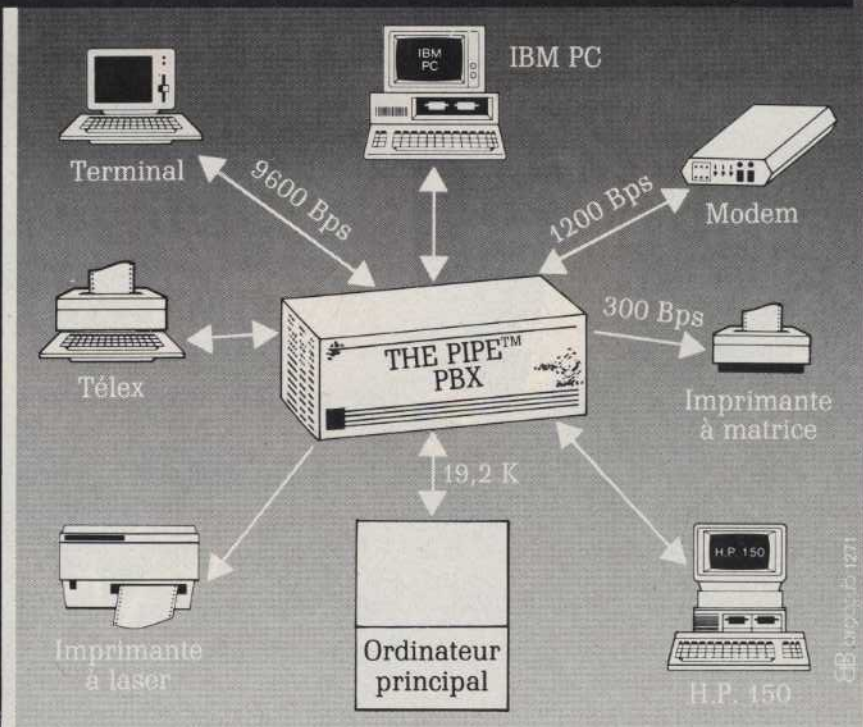 IBM
PC
IBM PC
Terminal
9600 Bps
1200 Bps
Modem
Télex
THE PIPE™
PBX
300 Bps
Imprimante
à matrice
19,2 K
Imprimante
à laser
Ordinateur
principal
H.P. 150
H.P. 150
1271